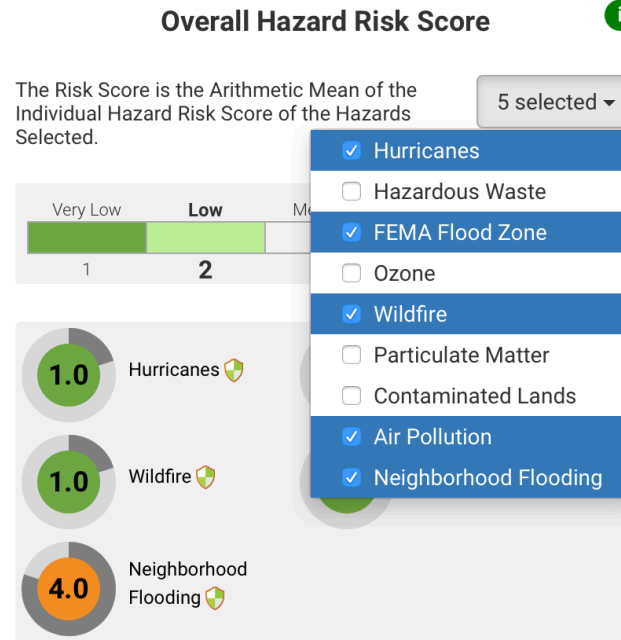 Overall Hazard Risk Score
The Risk Score is the Arithmetic Mean of the
Individual Hazard Risk Score of the Hazards
Selected.
5 selected
Hurricanes
Hazardous Waste
FEMA Flood Zone
Ozone
Wildfire
Particulate Matter
Contaminated Lands
Air Pollution
Neighborhood Flooding
Very Low
Low
1
2
1.0
Hurricanes
1.0
Wildfire
4.0
Neighborhood
Flooding